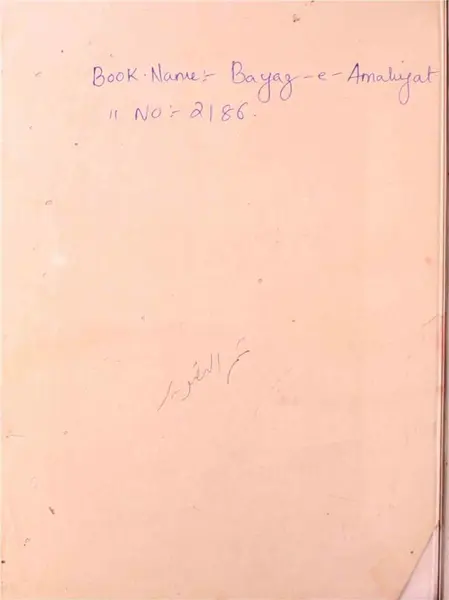 Book Name:- Bayaz-e-Amaliyat
" No:- 2186.